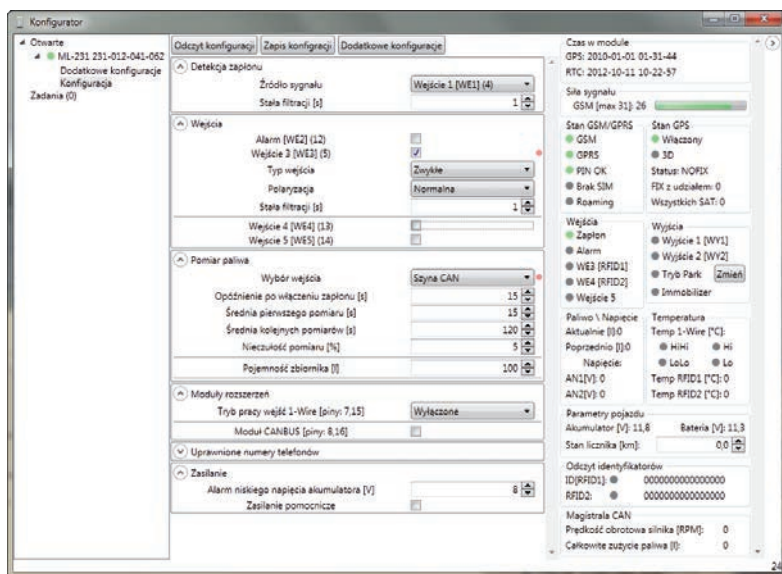 Konfigurator
Otwarte
ML-231 231-012-041-062
Dodatkowe konfiguracje
Konfiguracja
Zadania (0)
Odczyt konfiguracji Zapis konfigracji Dodatkowe konfiguracje
Detekcja zapłonu
Źródło sygnału Wejście 1 [WE1] (4)
Stała filtracji [s] 1
Wejścia
Alarm [WE2] (12)
Wejście 3 [WE3] (5)
Typ wejścia Zwykłe
Polaryzacja Normalna
Stała filtracji [s] 1
Wejście 4 [WE4] (13)
Wejście 5 [WE5] (14)
Pomiar paliwa
Wybór wejścia Szyna CAN
Opóźnienie po włączeniu zapłonu [s] 15
Średnia pierwszego pomiaru [s] 15
Średnia kolejnych pomiarów [s] 120
Nieczułość pomiaru [%] 5
Pojemność zbiornika [l] 100
Moduły rozszerzeń
Tryb pracy wejść 1-Wire [piny: 7,15] Wyłączone
Moduł CANBUS [piny: 8,16]
Uprawnione numery telefonów
Zasilanie
Alarm niskiego napięcia akumulatora [V] 8
Zasilanie pomocnicze
Czas w module
GPS: 2010-01-01 01-31-44
RTC: 2012-10-11 10-22-57
Siła sygnału
GSM [max 31]: 26
Stan GSM/GPRS Stan GPS
GSM Włączony
GPRS 3D
PIN OK Status: NOFIX
Brak SIM FIX z udziałem: 0
Roaming Wszystkich SAT: 0
Wejścia Wyjścia
Zapłon Wyjście 1 [WY1]
Alarm Wyjście 2 [WY2]
WE3 [RFID1] Tryb Park Zmień
WE4 [RFID2] Immobilizer
Wejście 5
Paliwo \ Napięcie Temperatura
Aktualnie [l]:0 Temp 1-Wire [°C]:
Poprzednio [l]:0 HiHi Hi
Napięcie: LoLo Lo
AN1[V]: 0 Temp RFID1 [°C]: 0
AN2[V]: 0 Temp RFID2 [°C]: 0
Parametry pojazdu
Akumulator [V]: 11,8 Bateria [V]: 11,3
Stan licznika [km]: 0,0
Odczyt identyfikatorów
ID(RFID1): 0000000000000000
RFID2: 0000000000000000
Magistrala CAN
Prędkość obrotowa silnika [RPM]: 0
Całkowite zużycie paliwa [l]: 0